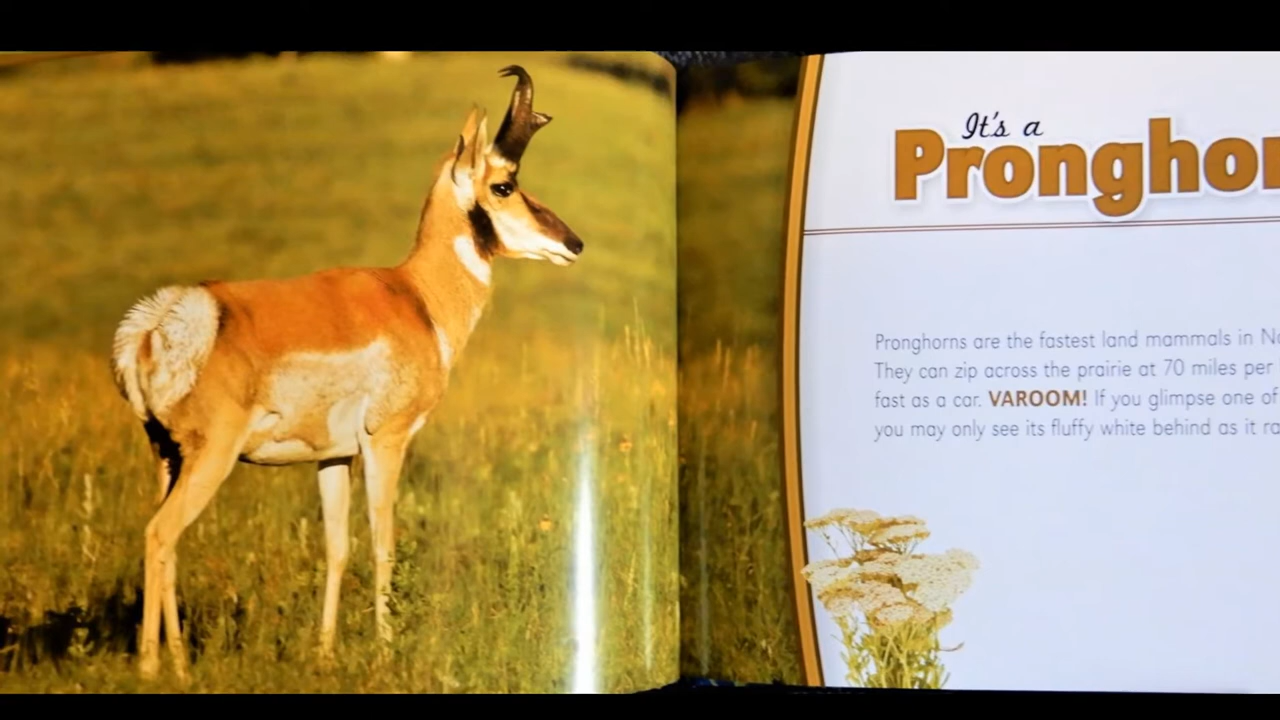 It's a
Pronghor
Pronghorns are the fastest land mammals in
They can zip across the prairie at 70 miles per
fast as a car. VAROOM! If you glimpse one of
you may only see its fluffy white behind as it